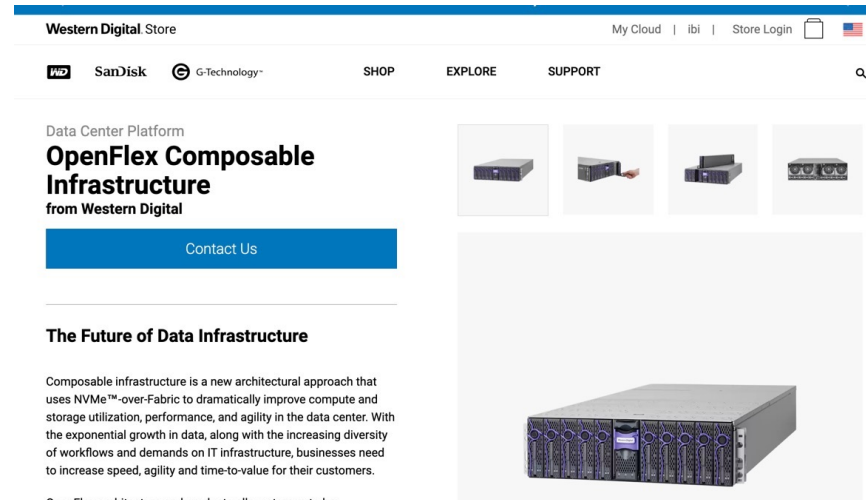 Western Digital. Store
My Cloud | ibi | Store Login
WD
SanDisk
G-Technology™
SHOP
EXPLORE
SUPPORT
Data Center Platform
OpenFlex Composable
Infrastructure
from Western Digital
Contact Us
The Future of Data Infrastructure
Composable infrastructure is a new architectural approach that
uses NVMe™-over-Fabric to dramatically improve compute and
storage utilization, performance, and agility in the data center. With
the exponential growth in data, along with the increasing diversity
of workflows and demands on IT infrastructure, businesses need
to increase speed, agility and time-to-value for their customers.